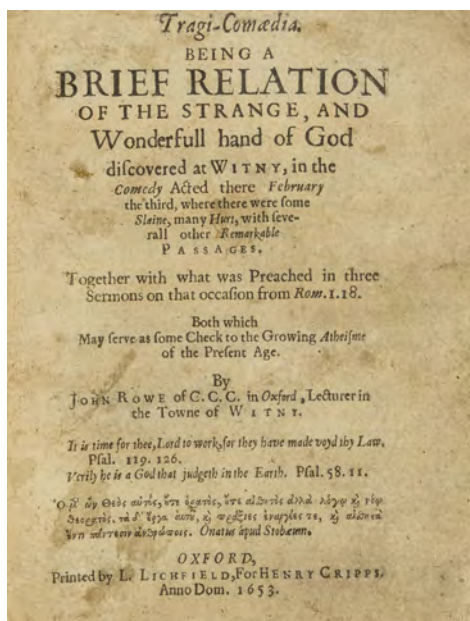 Tragi-Comœdia.
BEING A
BRIEF RELATION
OF THE STRANGE, AND
Wonderfull hand of God
diſcovered at WITNY, in the
Comedy Acted there February
the third, where there were ſome
Slaine, many Hurt, with ſeve-
rall other Remarkable
PASSAGES.
Together with what was Preached in three
Sermons on that occaſion from Rom. 1. 18.
Both which
May ſerve as ſome Check to the Growing Atheiſme
of the Preſent Age.
By
JOHN ROWE of C. C. C. in Oxford, Lecturer in
the Towne of WITNY.
It is time for thee, Lord to work, for they have made voyd thy Law.
Pſal. 119. 126.
Verily he is a God that judgeth in the Earth. Pſal. 58. 11.
Θεὸς αὐτὸς, ὅτε ὁρατὸς, ὅτε
Onatus apud Stobæum.
OXFORD,
Printed by L. LICHFIELD, For HENRY CRIPPS.
Anno Dom. 1653.